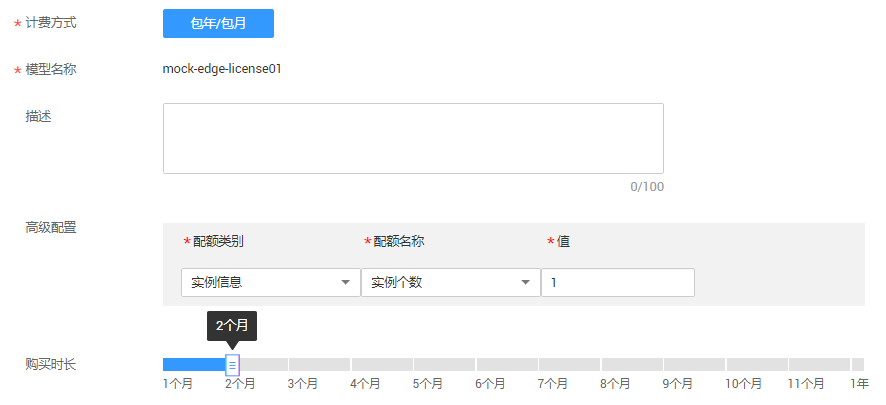 * 计费方式 包年/包月
* 模型名称 mock-edge-license01
描述
0/100
高级配置
* 配额类别 * 配额名称 * 值
实例信息 实例个数 1
2个月
购买时长
1个月 2个月 3个月 4个月 5个月 6个月 7个月 8个月 9个月 10个月 11个月 1年